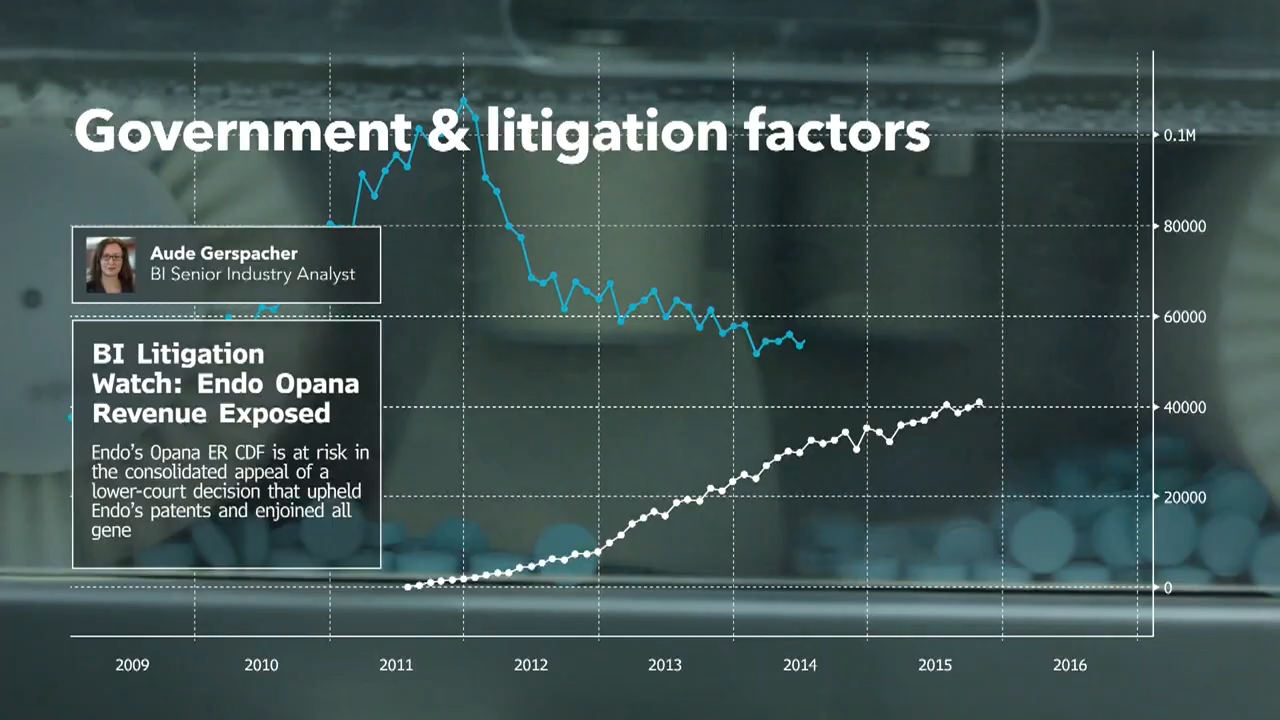 Government & litigation factors
0.1M
80000
Aude Gerspacher
BI Senior Industry Analyst
60000
BI Litigation
Watch: Endo Opana
Revenue Exposed
40000
Endo's Opana ER CDF is at risk in
the consolidated appeal of a
lower-court decision that upheld
Endo's patents and enjoined all
gene
20000
0
2009 2010 2011 2012 2013 2014 2015 2016